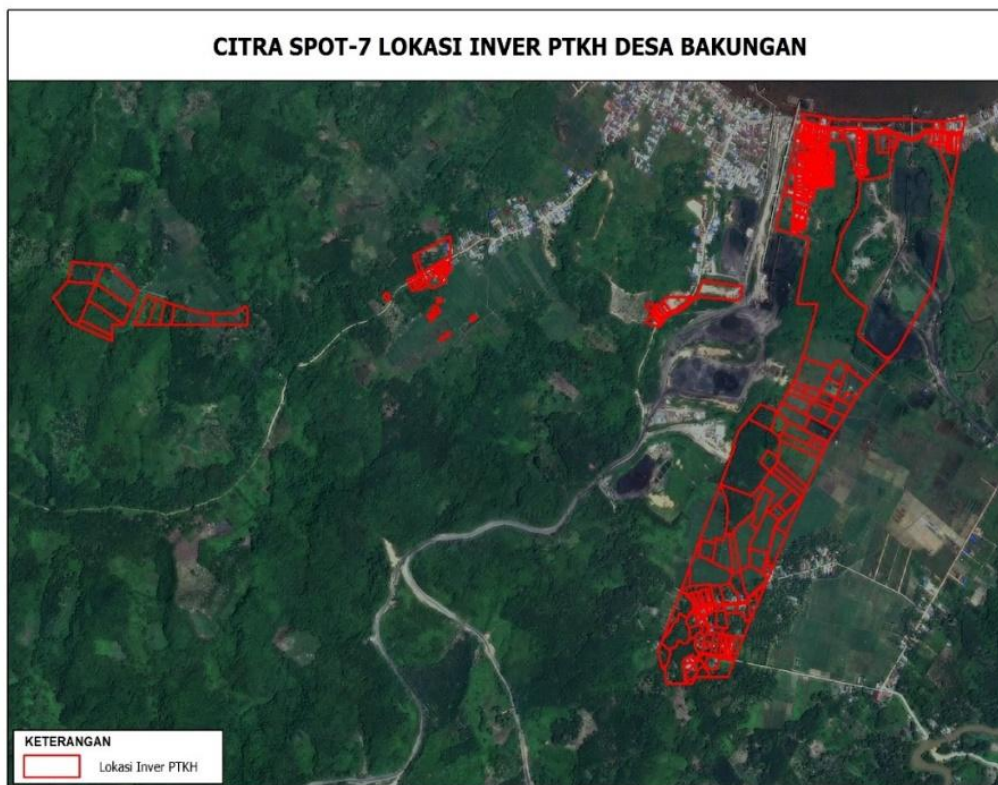 CITRA SPOT-7 LOKASI INVER PTKH DESA BAKUNGAN
KETERANGAN
Lokasi Inver PTKH